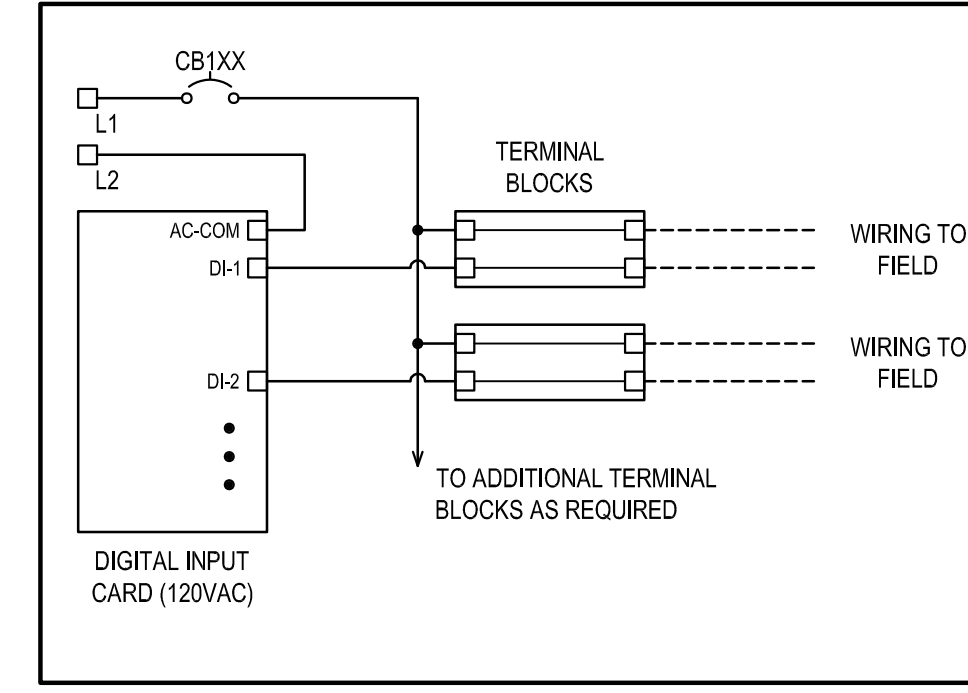 CB1XX
L1
L2
TERMINAL
BLOCKS
AC-COM
DI-1
WIRING TO
FIELD
DI-2
WIRING TO
FIELD
TO ADDITIONAL TERMINAL
BLOCKS AS REQUIRED
DIGITAL INPUT
CARD (120VAC)